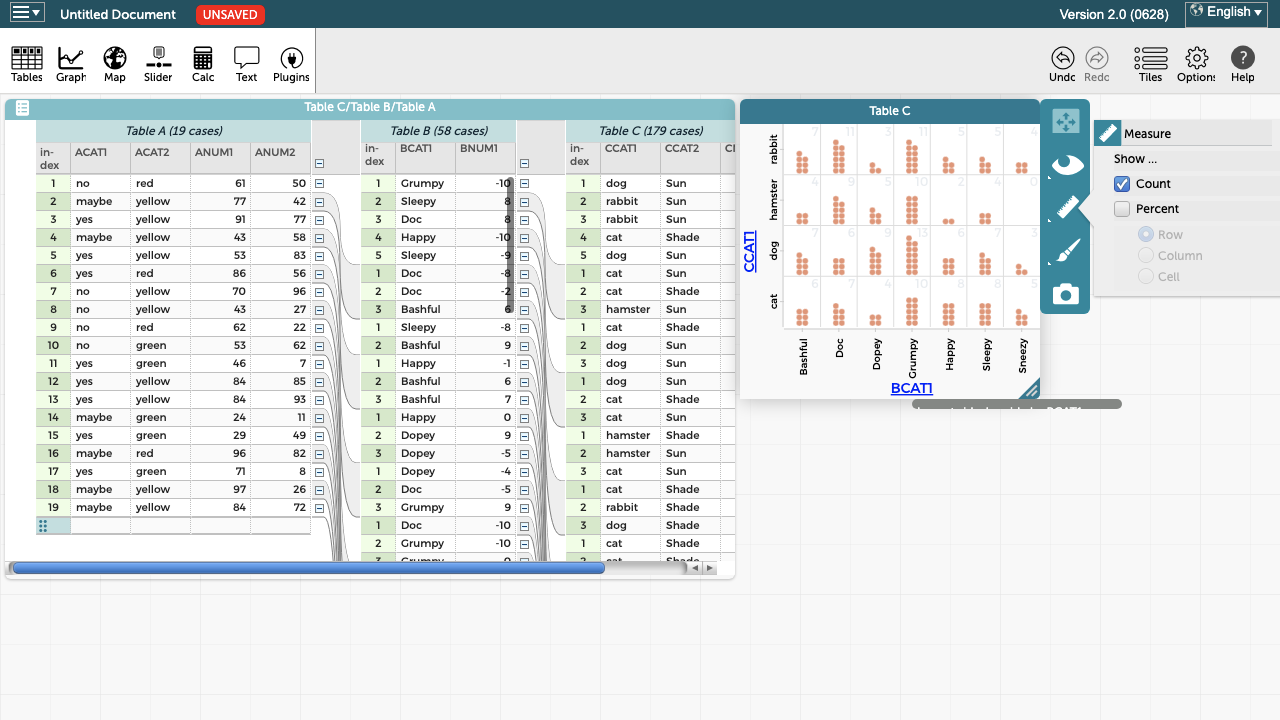 Untitled Document UNSAVED Version 2.0 (0628) English
Tables Graph Map Slider Calc Text Plugins Undo Redo Tiles Options Help
Table C/Table B/Table A
Table A (19 cases) Table B (58 cases) Table C (179 cases)
in-dex ACAT1 ACAT2 ANUM1 ANUM2 in-dex BCAT1 BNUM1 in-dex CCAT1 CCAT2
1 no red 61 50 1 Grumpy -10 1 dog Sun
2 maybe yellow 77 42 2 Sleepy 8 2 rabbit Sun
3 yes yellow 91 77 3 Doc 8 3 rabbit Sun
4 maybe yellow 43 58 4 Happy -10 4 cat Shade
5 yes yellow 53 83 5 Sleepy -9 5 dog Sun
6 yes red 86 56 1 Doc -8 1 cat Sun
7 no yellow 70 96 2 Doc -2 2 cat Shade
8 no yellow 43 27 3 Bashful 6 3 hamster Sun
9 no red 62 22 1 Sleepy -8 1 cat Shade
10 no green 53 62 2 Bashful 9 2 dog Sun
11 yes green 46 7 1 Happy -1 3 dog Sun
12 yes yellow 84 85 2 Bashful 6 1 dog Sun
13 yes yellow 84 93 3 Bashful 7 2 cat Shade
14 maybe green 24 11 1 Happy 0 3 cat Sun
15 yes green 29 49 2 Dopey 9 1 hamster Shade
16 maybe red 96 82 3 Dopey -5 2 hamster Sun
17 yes green 71 8 1 Dopey -4 3 cat Sun
18 maybe yellow 97 26 2 Doc -5 1 cat Shade
19 maybe yellow 84 72 3 Grumpy 9 2 rabbit Shade
1 Doc -10 3 dog Shade
2 Grumpy -10 1 cat Shade
Table C
CCAT1
rabbit 7 11 3 11 5 5 4
hamster 4 9 5 9 2 4 0
dog 7 6 9 13 6 7 3
cat 6 7 4 10 8 8 5
Bashful Doc Dopey Grumpy Happy Sleepy Sneezy
BCAT1
Measure
Show ...
Count
Percent
Row
Column
Cell